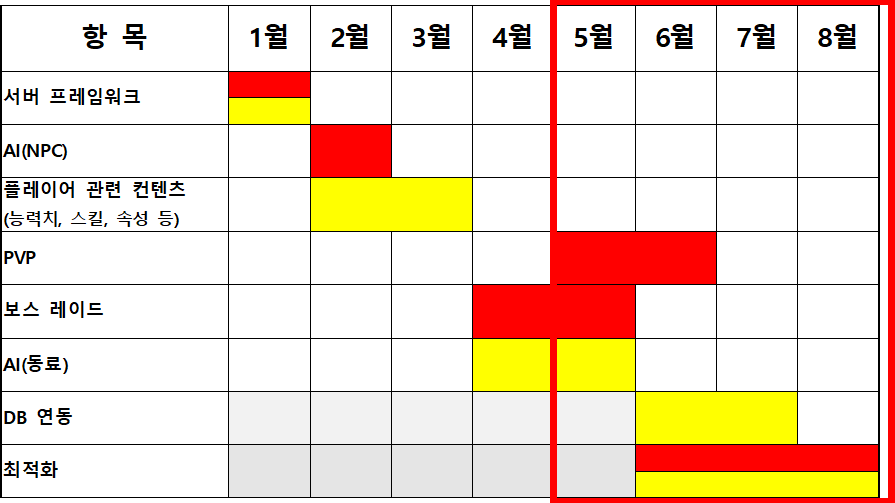 항 목 1월 2월 3월 4월 5월 6월 7월 8월
서버 프레임워크
AI(NPC)
플레이어 관련 컨텐츠
(능력치, 스킬, 속성 등)
PVP
보스 레이드
AI(동료)
DB 연동
최적화